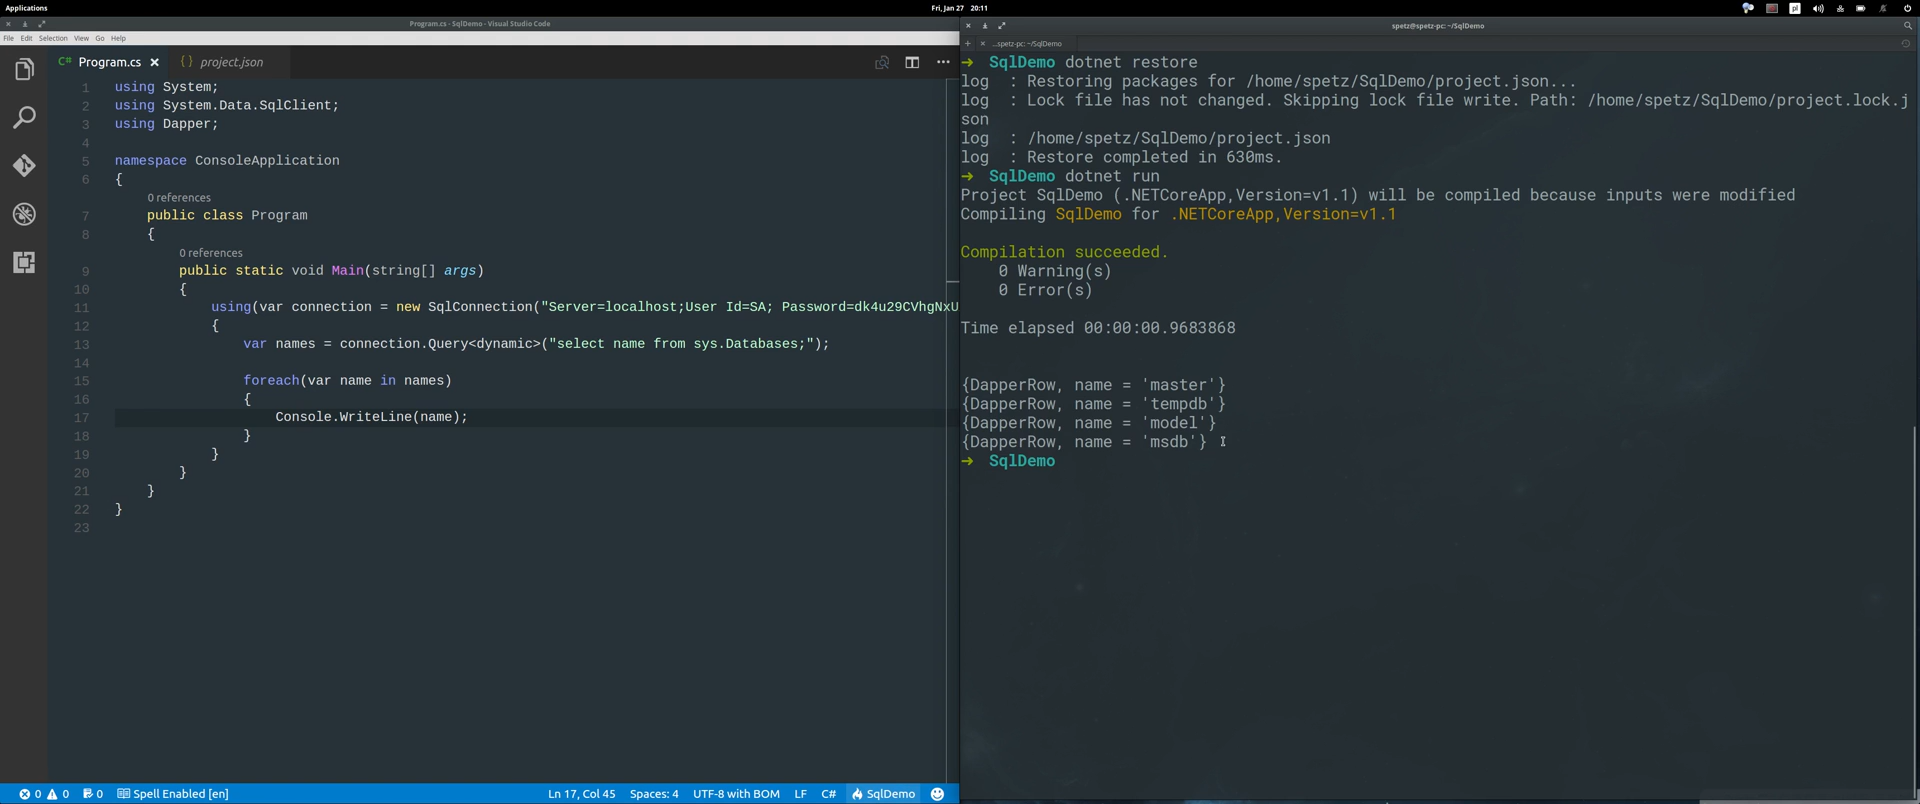 Applications
Fri, Jan 27 20:11
pl
Program.cs - SqlDemo - Visual Studio Code
File Edit Selection View Go Help
C# Program.cs ×
{} project.json
1 using System;
2 using System.Data.SqlClient;
3 using Dapper;
4
5 namespace ConsoleApplication
6 {
0 references
7 public class Program
8 {
0 references
9 public static void Main(string[] args)
10 {
11 using(var connection = new SqlConnection("Server=localhost;User Id=SA; Password=dk4u29CVhgNxU
12 {
13 var names = connection.Query<dynamic>("select name from sys.Databases;");
14
15 foreach(var name in names)
16 {
17 Console.WriteLine(name);
18 }
19 }
20 }
21 }
22 }
23
0 0 0 Spell Enabled [en] Ln 17, Col 45 Spaces: 4 UTF-8 with BOM LF C# SqlDemo
spetz@spetz-pc: ~/SqlDemo
...spetz-pc: ~/SqlDemo
➜ SqlDemo dotnet restore
log : Restoring packages for /home/spetz/SqlDemo/project.json...
log : Lock file has not changed. Skipping lock file write. Path: /home/spetz/SqlDemo/project.lock.j
son
log : /home/spetz/SqlDemo/project.json
log : Restore completed in 630ms.
➜ SqlDemo dotnet run
Project SqlDemo (.NETCoreApp,Version=v1.1) will be compiled because inputs were modified
Compiling SqlDemo for .NETCoreApp,Version=v1.1
Compilation succeeded.
0 Warning(s)
0 Error(s)
Time elapsed 00:00:00.9683868
{DapperRow, name = 'master'}
{DapperRow, name = 'tempdb'}
{DapperRow, name = 'model'}
{DapperRow, name = 'msdb'}
➜ SqlDemo